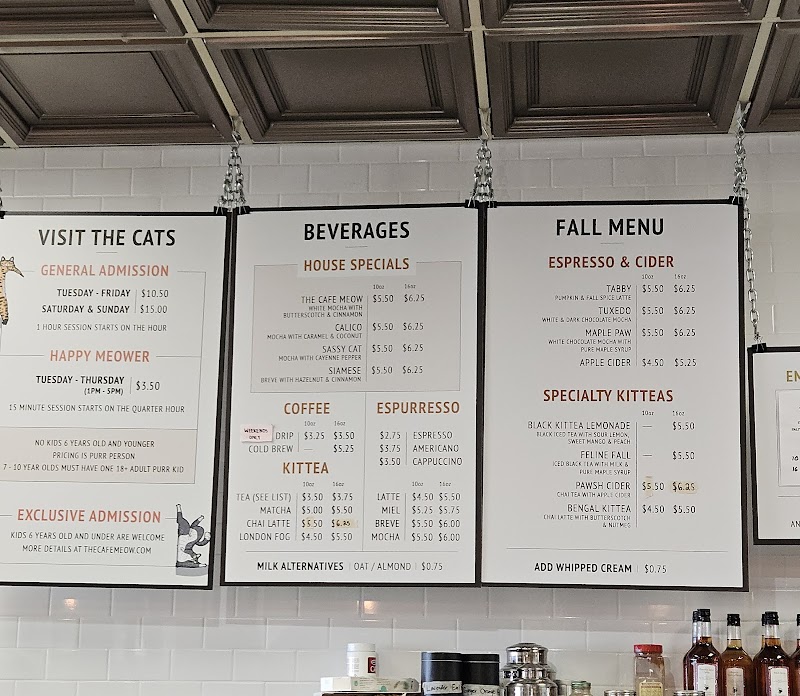 VISIT THE CATS
GENERAL ADMISSION
TUESDAY - FRIDAY $10.50
SATURDAY & SUNDAY $15.00
1 HOUR SESSION STARTS ON THE HOUR
HAPPY MEOWER
TUESDAY - THURSDAY $3.50
(1PM - 5PM)
15 MINUTE SESSION STARTS ON THE QUARTER HOUR
NO KIDS 6 YEARS OLD AND YOUNGER
PRICING IS PURR PERSON
7 - 10 YEAR OLDS MUST HAVE ONE 18+ ADULT PURR KID
EXCLUSIVE ADMISSION
KIDS 6 YEARS OLD AND UNDER ARE WELCOME
MORE DETAILS AT THECAFEMEOW.COM
BEVERAGES
HOUSE SPECIALS
10oz 16oz
THE CAFE MEOW $5.50 $6.25
WHITE MOCHA WITH
BUTTERSCOTCH & CINNAMON
CALICO $5.50 $6.25
MOCHA WITH CARAMEL & COCONUT
SASSY CAT $5.50 $6.25
MOCHA WITH CAYENNE PEPPER
SIAMESE $5.50 $6.25
BREVE WITH HAZELNUT & CINNAMON
COFFEE
10oz 16oz
WEEKENDS
ONLY
DRIP $3.25 $3.50
COLD BREW — $5.25
KITTEA
10oz 16oz
TEA (SEE LIST) $3.50 $3.75
MATCHA $5.00 $5.50
CHAI LATTE $5.50 $6.25
LONDON FOG $4.50 $5.50
ESPURRESSO
$2.75 ESPRESSO
$3.75 AMERICANO
$3.50 CAPPUCCINO
10oz 16oz
LATTE $4.50 $5.50
MIEL $5.25 $5.75
BREVE $5.50 $6.00
MOCHA $5.50 $6.00
MILK ALTERNATIVES OAT / ALMOND $0.75
FALL MENU
ESPRESSO & CIDER
10oz 16oz
TABBY $5.50 $6.25
PUMPKIN & FALL SPICE LATTE
TUXEDO $5.50 $6.25
WHITE & DARK CHOCOLATE MOCHA
MAPLE PAW $5.50 $6.25
WHITE CHOCOLATE MOCHA WITH
PURE MAPLE SYRUP
APPLE CIDER $4.50 $5.25
SPECIALTY KITTEAS
10oz 16oz
BLACK KITTEA LEMONADE — $5.50
BLACK ICED TEA WITH SOUR LEMON,
SWEET MANGO & PEACH
FELINE FALL — $5.50
ICED BLACK TEA WITH MILK &
PURE MAPLE SYRUP
PAWSH CIDER $5.50 $6.25
CHAI TEA WITH APPLE CIDER
BENGAL KITTEA $4.50 $5.50
CHAI LATTE WITH BUTTERSCOTCH
& NUTMEG
ADD WHIPPED CREAM $0.75
EM
10
16
AN